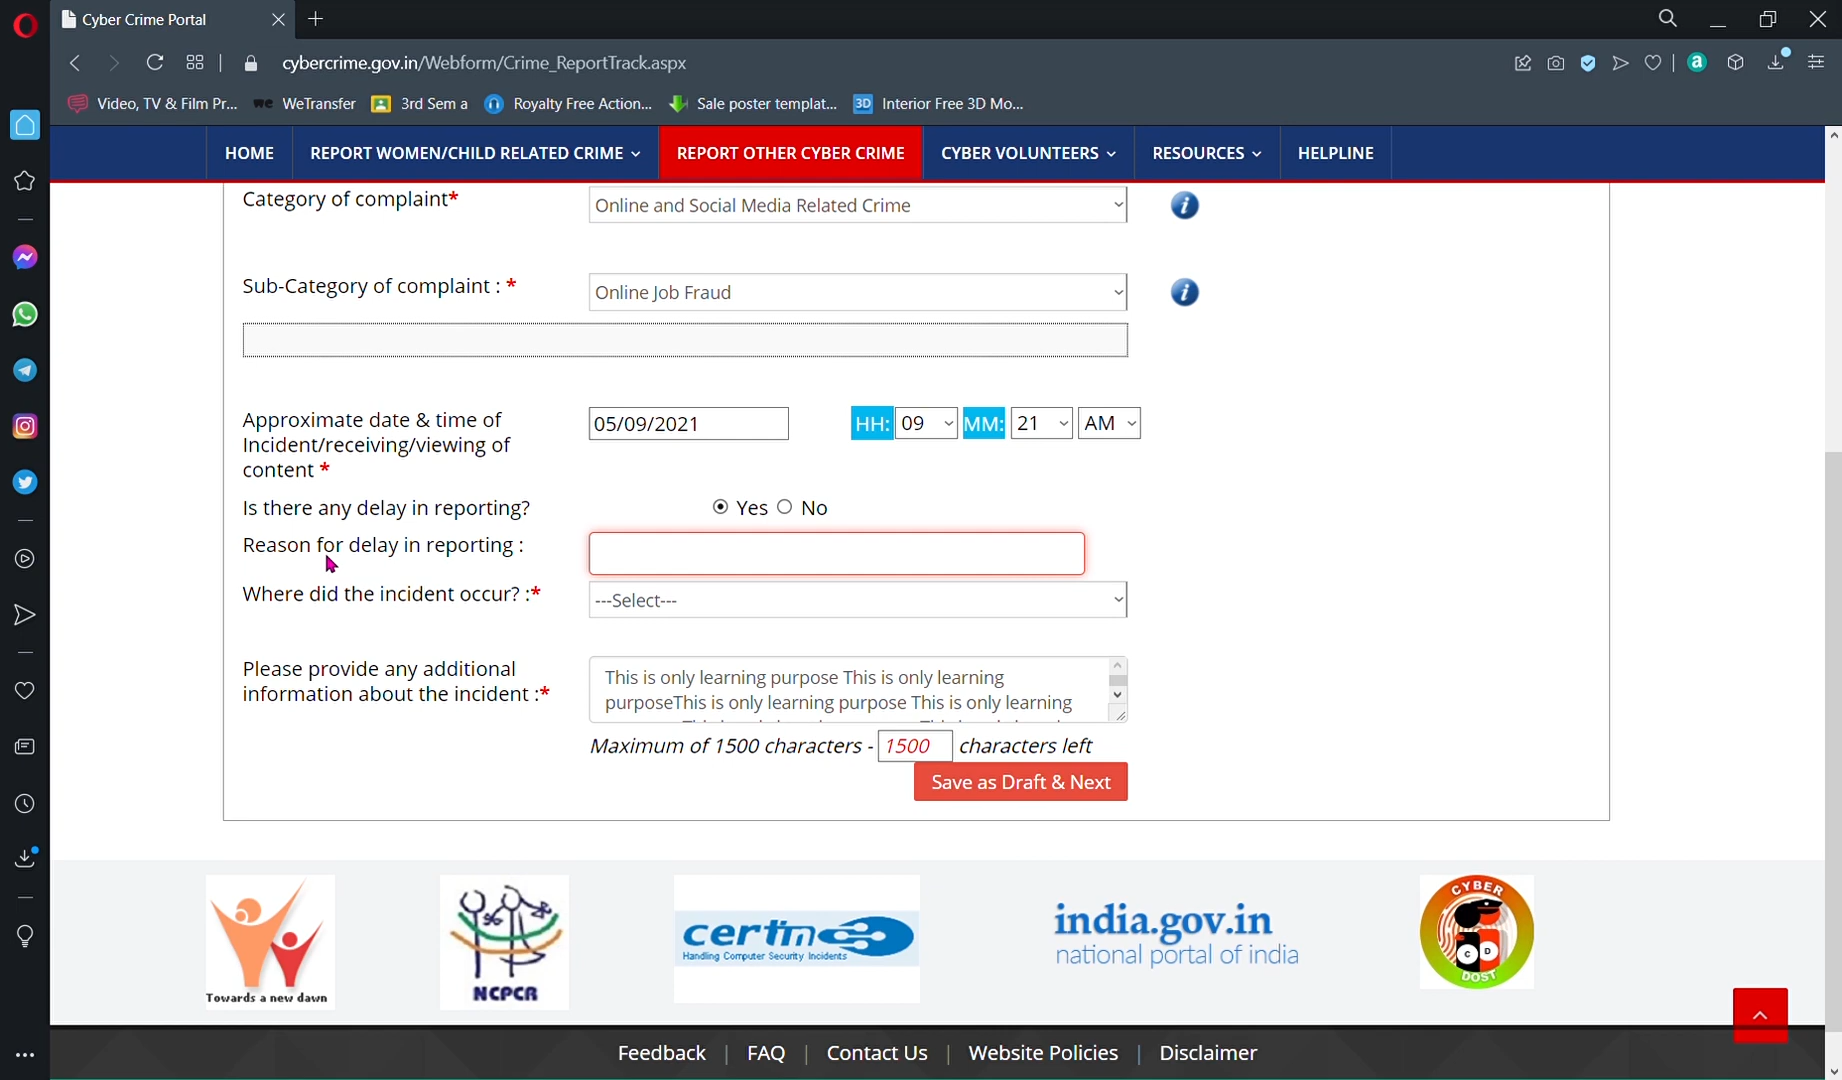 Cyber Crime Portal
cybercrime.gov.in/Webform/Crime_ReportTrack.aspx
Video, TV & Film Pr...
we WeTransfer
3rd Sem a
Royalty Free Action...
Sale poster templat...
3D Interior Free 3D Mo...
HOME
REPORT WOMEN/CHILD RELATED CRIME
REPORT OTHER CYBER CRIME
CYBER VOLUNTEERS
RESOURCES
HELPLINE
Category of complaint*
Online and Social Media Related Crime
Sub-Category of complaint : *
Online Job Fraud
Approximate date & time of
Incident/receiving/viewing of
content *
05/09/2021
HH: 09 MM: 21 AM
Is there any delay in reporting?
Yes No
Reason for delay in reporting :
Where did the incident occur? :*
---Select---
Please provide any additional
information about the incident :*
This is only learning purpose This is only learning
purposeThis is only learning purpose This is only learning
Maximum of 1500 characters - 1500 characters left
Save as Draft & Next
Towards a new dawn
NCPCR
certin
Handling Computer Security Incidents
india.gov.in
national portal of india
CYBER
C D
DOST
Feedback | FAQ | Contact Us | Website Policies | Disclaimer